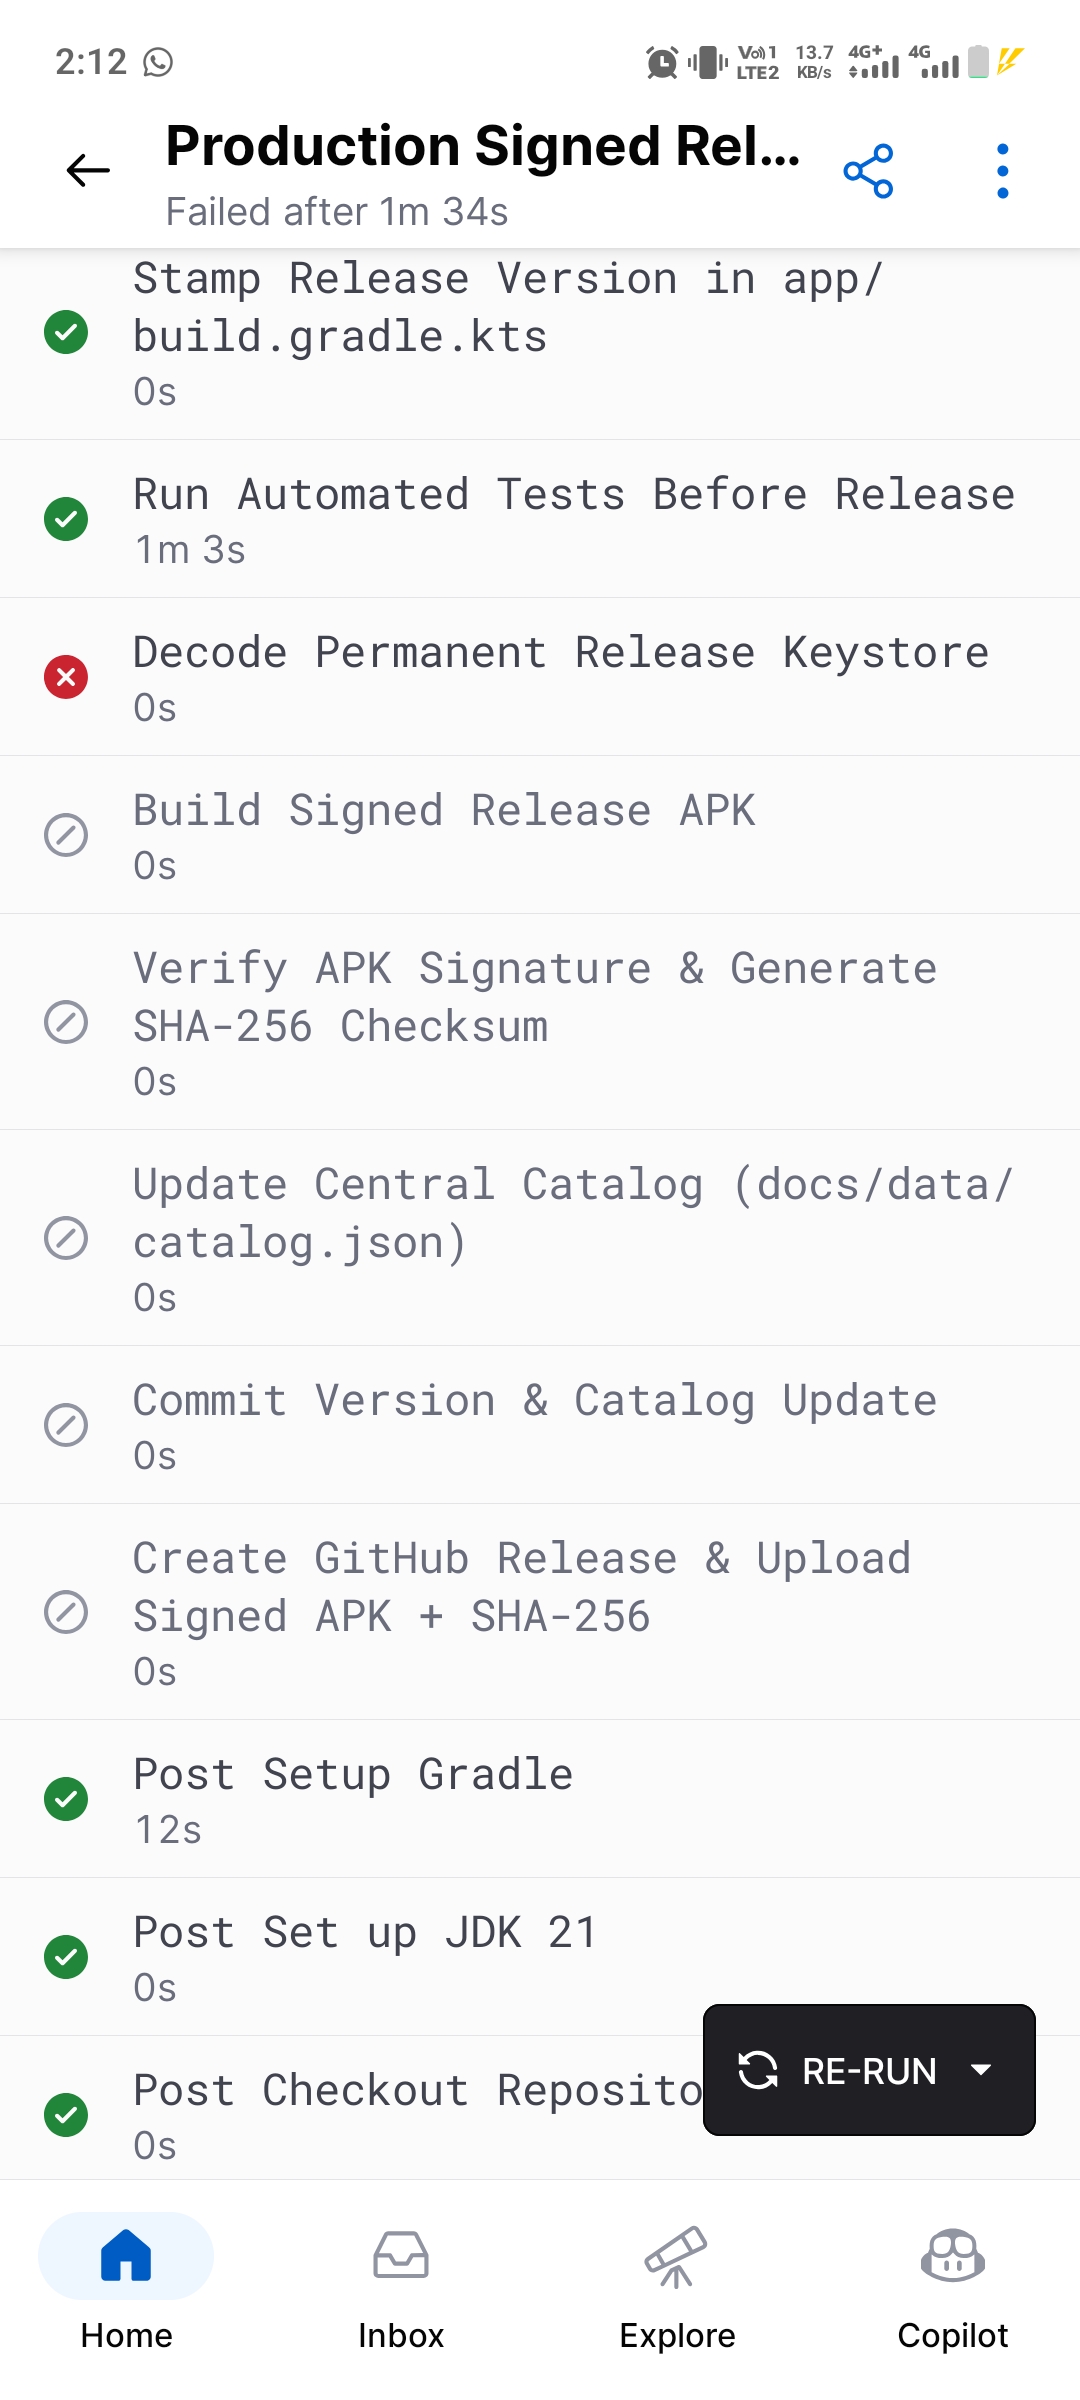 2:12
Vo 1
LTE2
13.7
KB/s
4G+
4G
Production Signed Rel...
Failed after 1m 34s
Stamp Release Version in app/
build.gradle.kts
0s
Run Automated Tests Before Release
1m 3s
Decode Permanent Release Keystore
0s
Build Signed Release APK
0s
Verify APK Signature & Generate
SHA-256 Checksum
0s
Update Central Catalog (docs/data/
catalog.json)
0s
Commit Version & Catalog Update
0s
Create GitHub Release & Upload
Signed APK + SHA-256
0s
Post Setup Gradle
12s
Post Set up JDK 21
0s
Post Checkout Reposito
0s
RE-RUN
Home
Inbox
Explore
Copilot